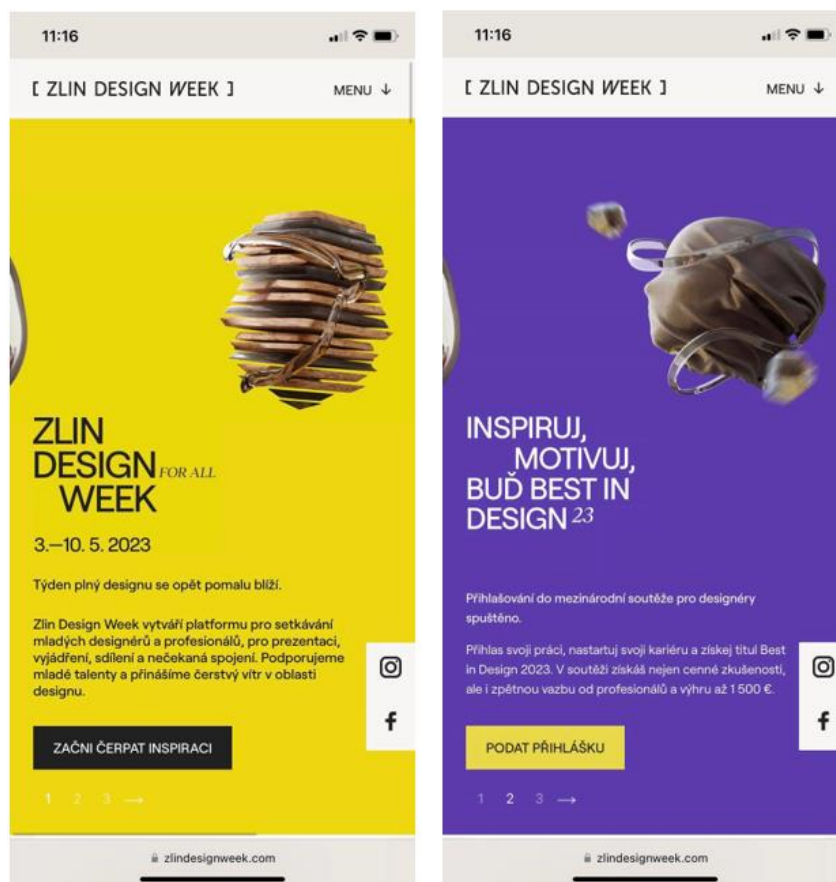 11:16
[ ZLIN DESIGN WEEK ]
MENU ↓
ZLIN
DESIGN FOR ALL
WEEK
3.—10. 5. 2023
Týden plný designu se opět pomalu blíží.
Zlin Design Week vytváří platformu pro setkávání
mladých designérů a profesionálů, pro prezentaci,
vyjádření, sdílení a nečekaná spojení. Podporujeme
mladé talenty a přinášíme čerstvý vítr v oblasti
designu.
ZAČNI ČERPAT INSPIRACI
1 2 3 →
zlindesignweek.com
11:16
[ ZLIN DESIGN WEEK ]
MENU ↓
INSPIRUJ,
MOTIVUJ,
BUĎ BEST IN
DESIGN 23
Přihlašování do mezinárodní soutěže pro designéry
spuštěno.
Přihlas svoji práci, nastartuj svoji kariéru a získej titul Best
in Design 2023. V soutěži získáš nejen cenné zkušenosti,
ale i zpětnou vazbu od profesionálů a výhru až 1 500 €.
PODAT PŘIHLÁŠKU
1 2 3 →
zlindesignweek.com